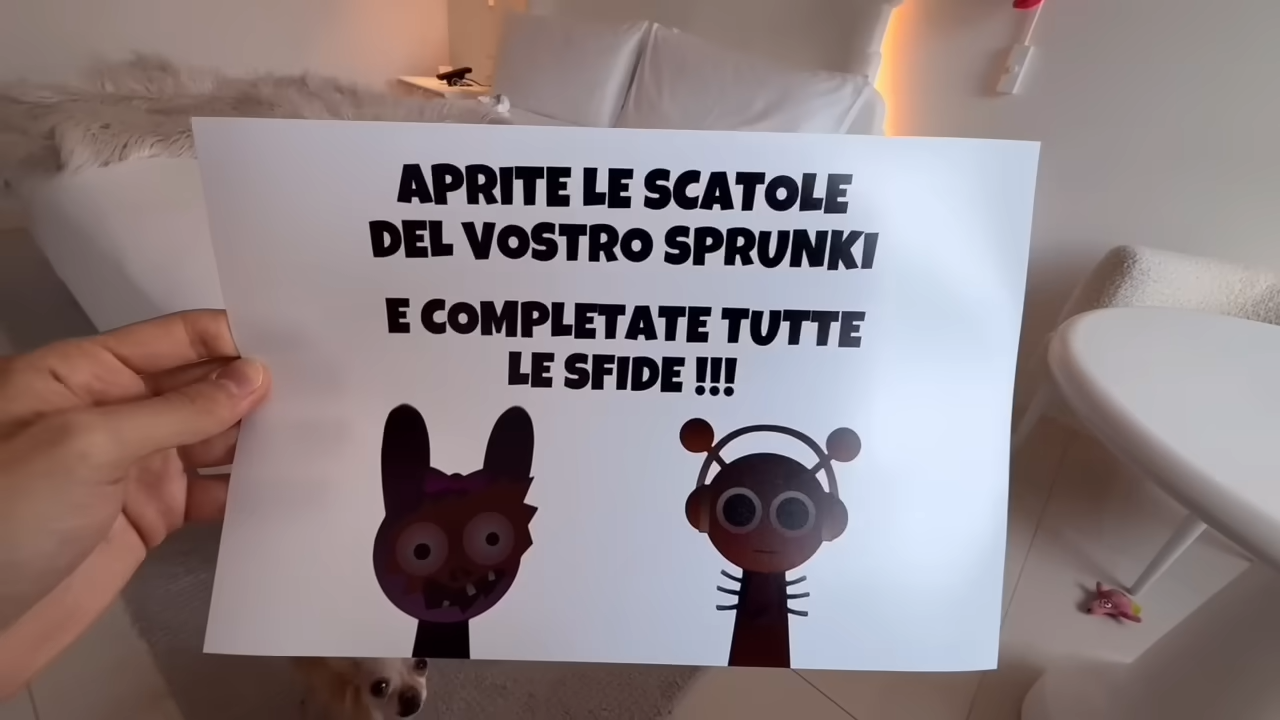 APRITE LE SCATOLE
DEL VOSTRO SPRUNKI
E COMPLETATE TUTTE
LE SFIDE !!!